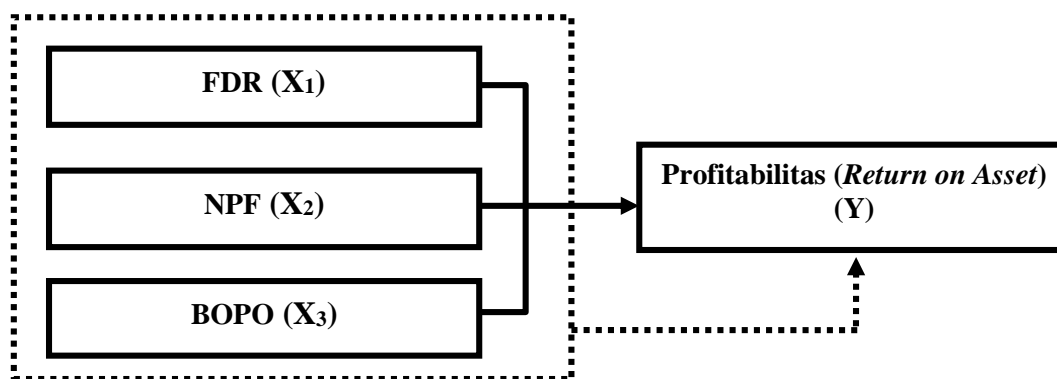 FDR (X1)
NPF (X2)
BOPO (X3)
Profitabilitas (Return on Asset)
(Y)